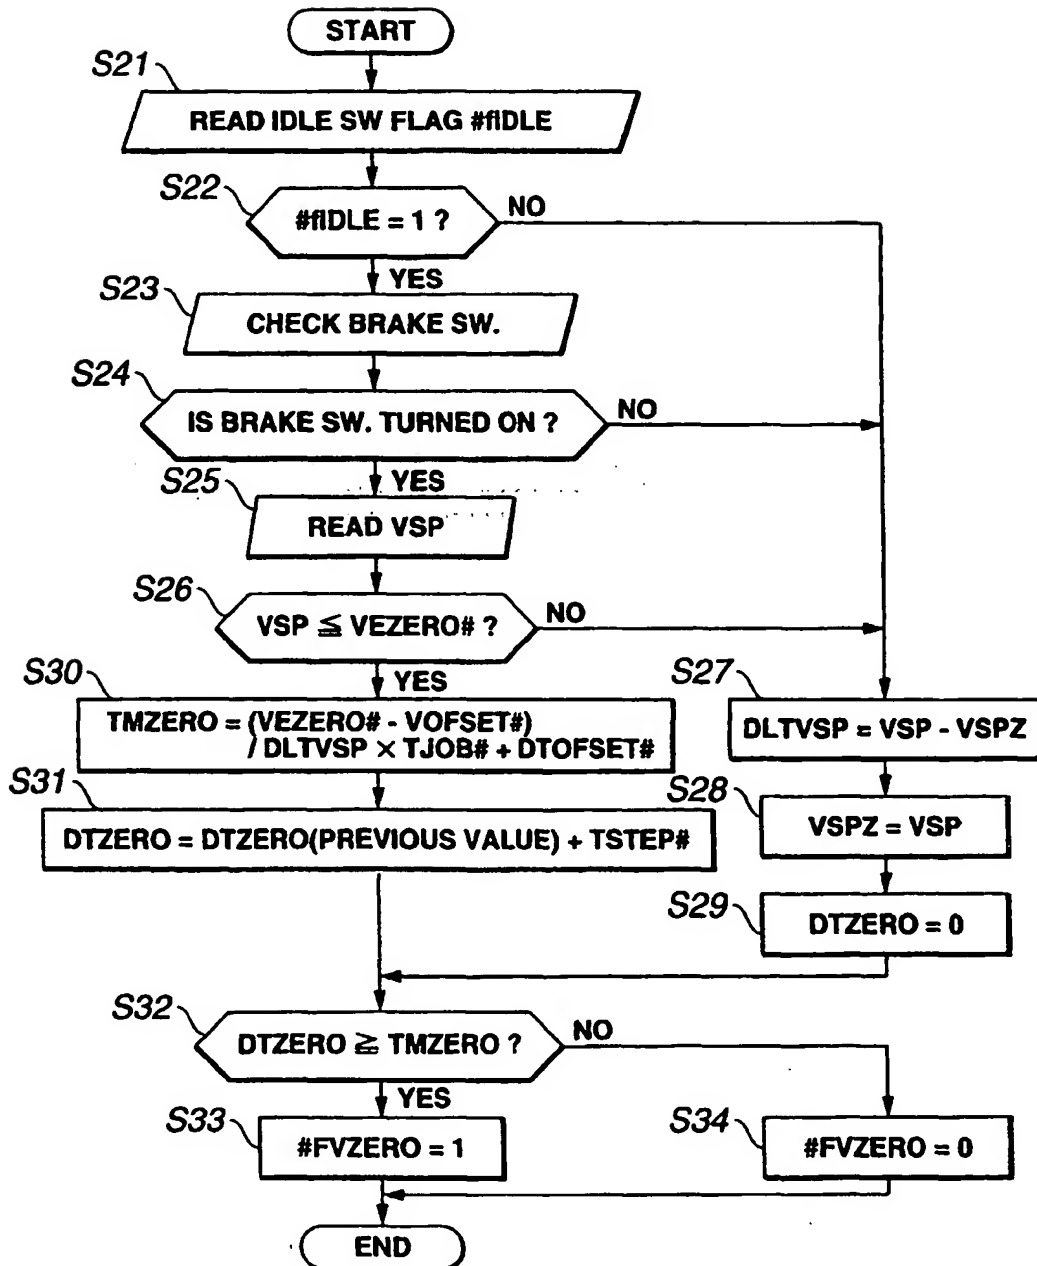 START
S21
READ IDLE SW FLAG #fIDLE
S22
#fIDLE = 1 ?
NO
YES
S23
CHECK BRAKE SW.
S24
IS BRAKE SW. TURNED ON ?
NO
YES
S25
READ VSP
S26
VSP ≦ VEZERO# ?
NO
YES
S30
TMZERO = (VEZERO# - VOFSET#)
/ DLTVSP × TJOB# + DTOFSET#
S27
DLTVSP = VSP - VSPZ
S31
DTZERO = DTZERO(PREVIOUS VALUE) + TSTEP#
S28
VSPZ = VSP
S29
DTZERO = 0
S32
DTZERO ≧ TMZERO ?
NO
YES
S33
#FVZERO = 1
S34
#FVZERO = 0
END